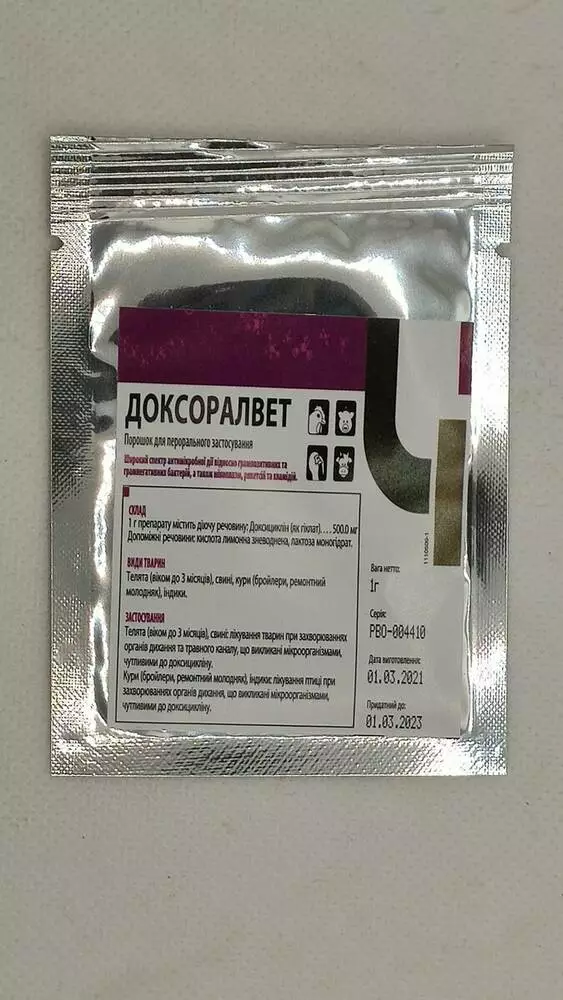 ДОКСОРАЛВЕТ
Порошок для перорального застосування
Широкий спектр антимікробної дії відносно грампозитивних та
грамнегативних бактерій, а також мікоплазм, рикетсій та хламідій.
СКЛАД
1 г препарату містить діючу речовину: Доксициклін (як гіклат).... 500.0 мг
Допоміжні речовини: кислота лимонна зневоднена, лактоза моногідрат.
ВИДИ ТВАРИН
Телята (віком до 3 місяців), свині, кури (бройлери, ремонтний
молодняк), індики.
ЗАСТОСУВАННЯ
Телята (віком до 3 місяців), свині: лікування тварин при захворюваннях
органів дихання та травного каналу, що викликані мікроорганізмами,
чутливими до доксицикліну.
Кури (бройлери, ремонтний молодняк), індики: лікування птиці при
захворюваннях органів дихання, що викликані мікроорганізмами,
чутливими до доксицикліну.
Вага нетто:
1г
Серія:
РВО-004410
Дата виготовлення:
01.03.2021
Придатний до:
01.03.2023